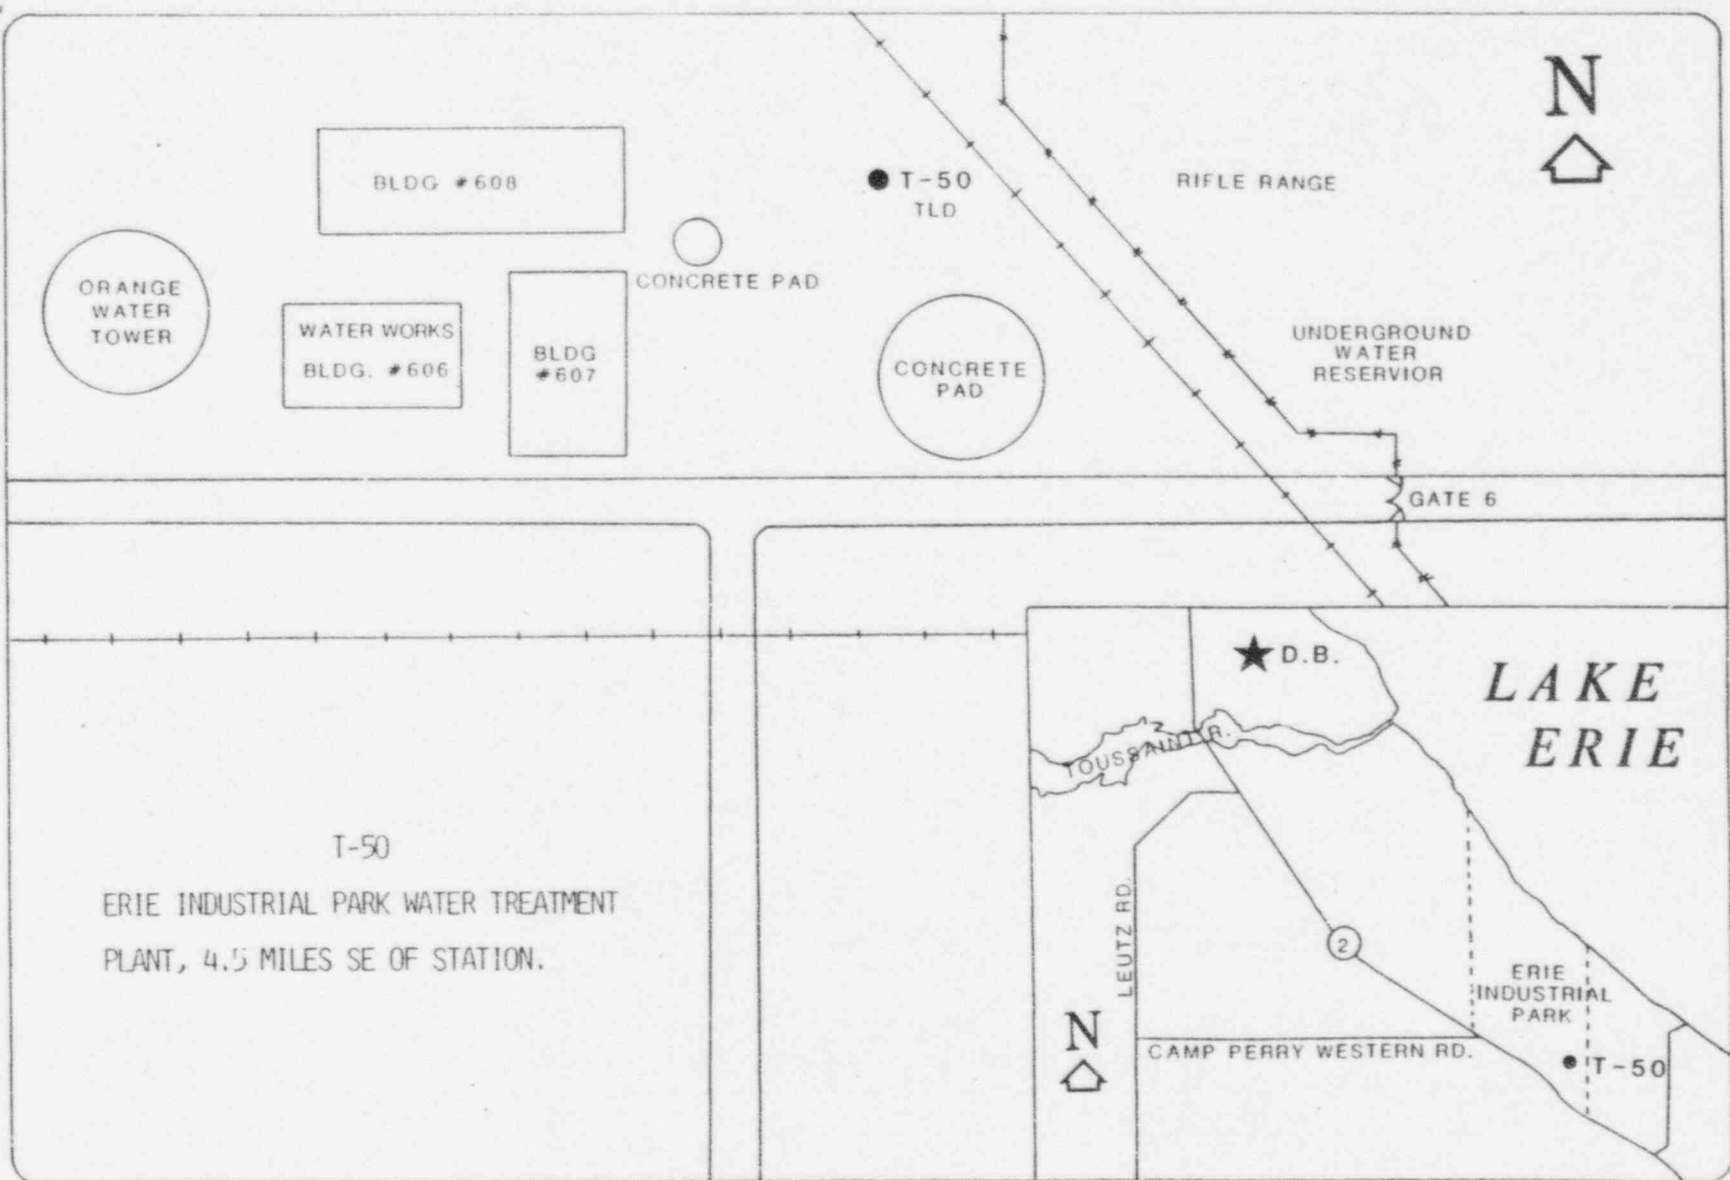 N
BLDG #608
T-50
TLD
RIFLE RANGE
ORANGE
WATER
TOWER
CONCRETE PAD
WATER WORKS
BLDG. #606
BLDG
#607
CONCRETE
PAD
UNDERGROUND
WATER
RESERVIOR
GATE 6
D.B.
LAKE
ERIE
TOUSSAINT R.
T-50
ERIE INDUSTRIAL PARK WATER TREATMENT
PLANT, 4.5 MILES SE OF STATION.
LEUTZ RD.
2
ERIE
INDUSTRIAL
PARK
N
CAMP PERRY WESTERN RD.
T-50